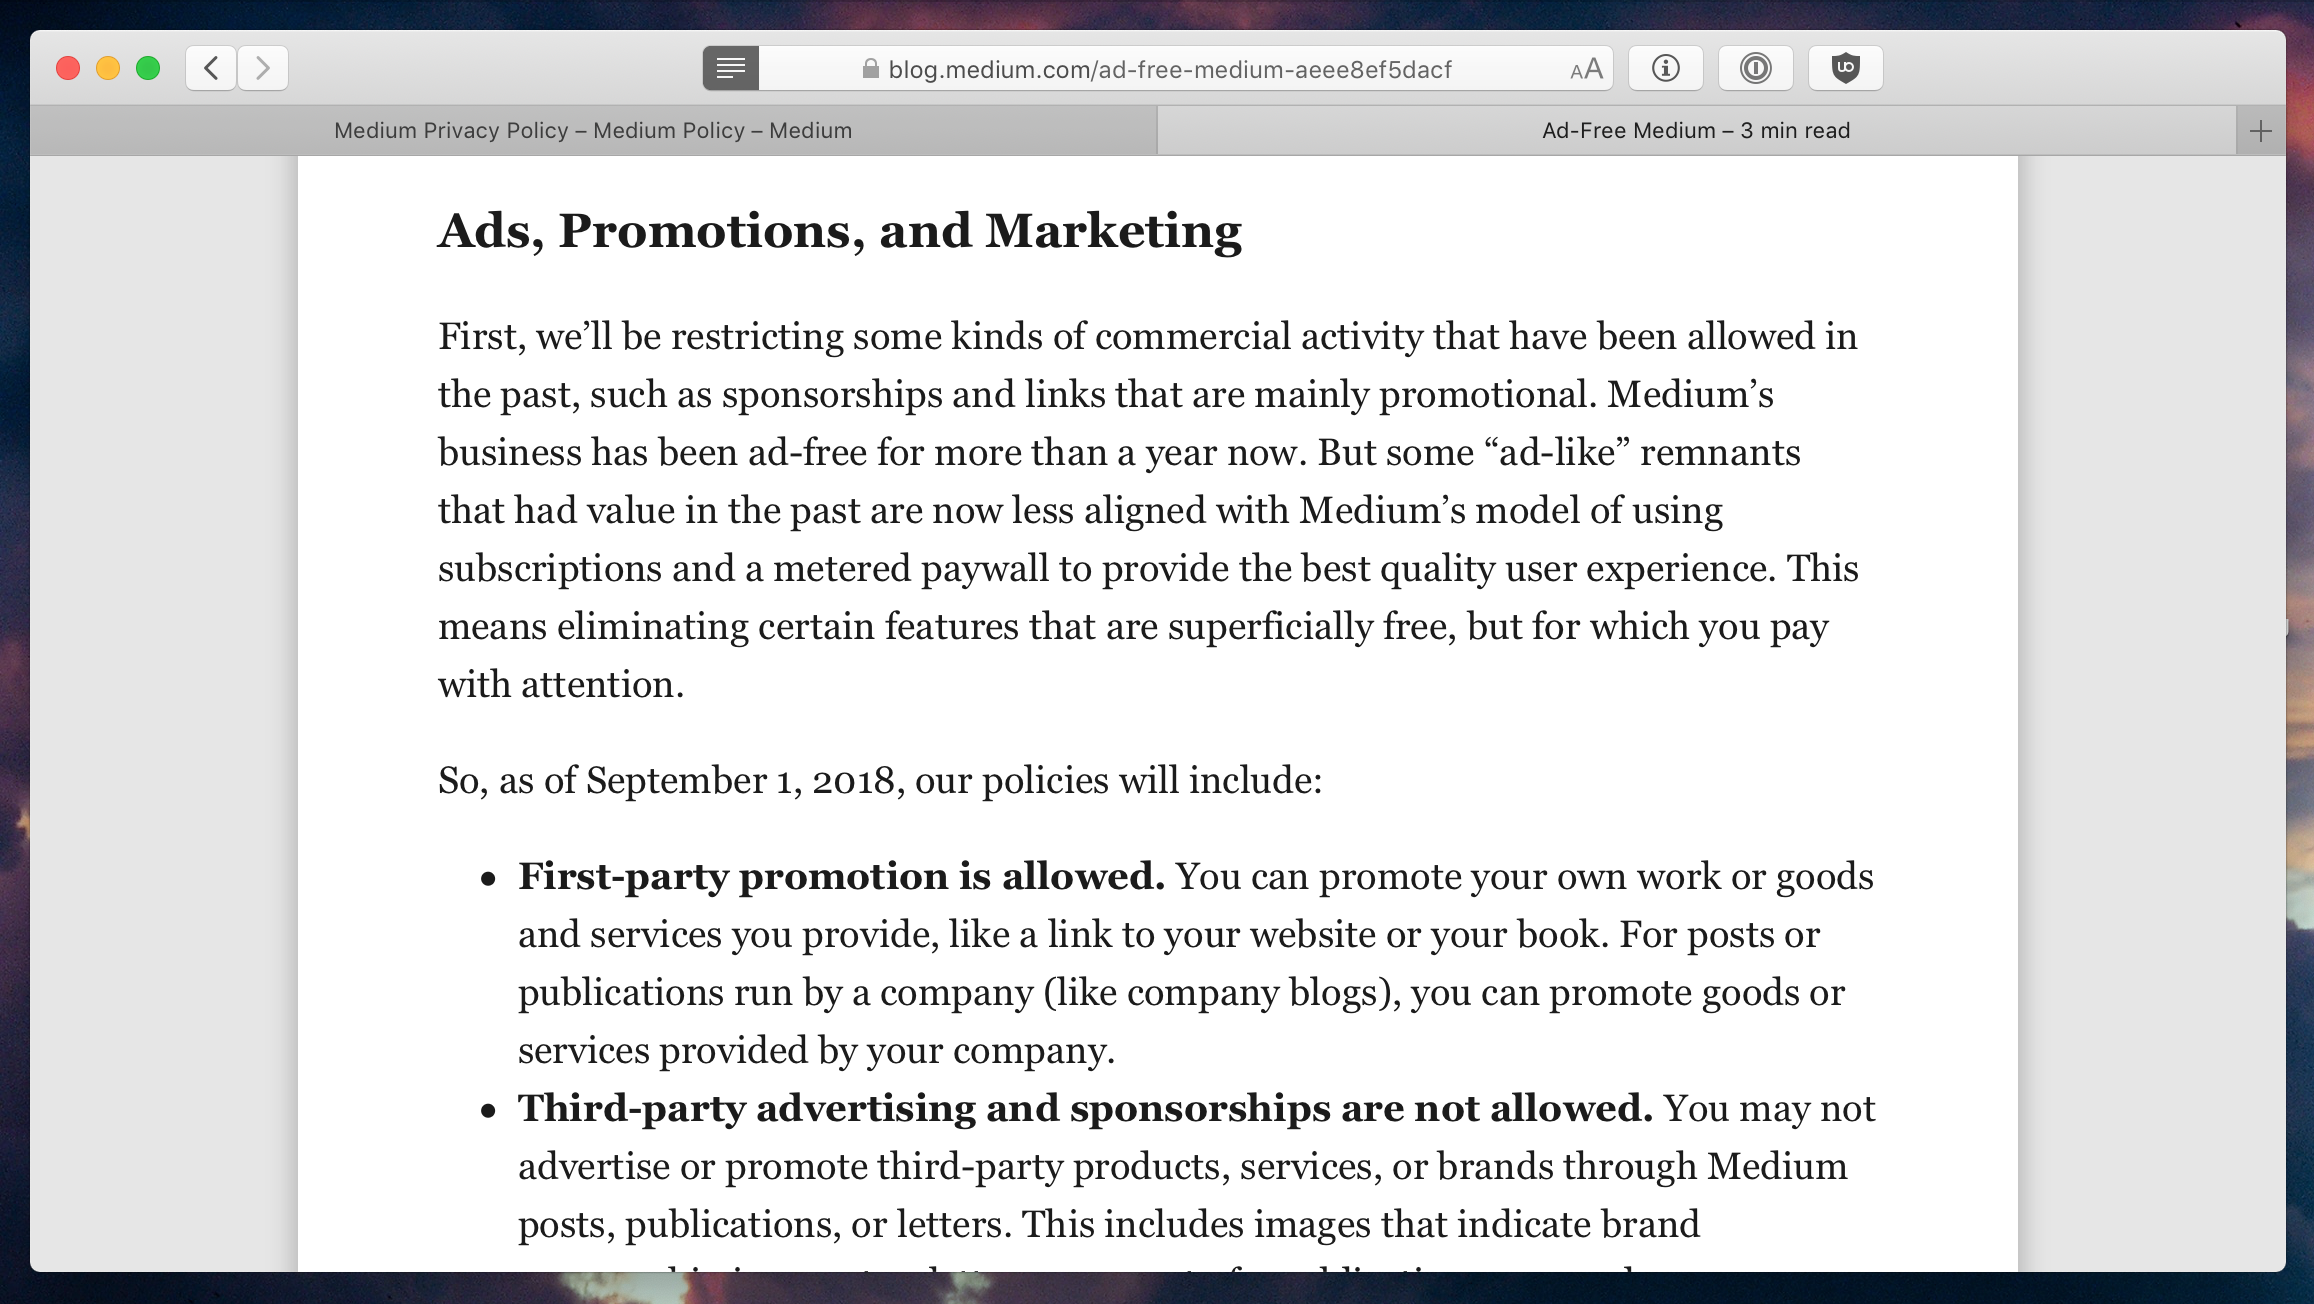 blog.medium.com/ad-free-medium-aeee8ef5dacf
AA
Medium Privacy Policy – Medium Policy – Medium
Ad-Free Medium – 3 min read
Ads, Promotions, and Marketing
First, we’ll be restricting some kinds of commercial activity that have been allowed in
the past, such as sponsorships and links that are mainly promotional. Medium’s
business has been ad-free for more than a year now. But some “ad-like” remnants
that had value in the past are now less aligned with Medium’s model of using
subscriptions and a metered paywall to provide the best quality user experience. This
means eliminating certain features that are superficially free, but for which you pay
with attention.
So, as of September 1, 2018, our policies will include:
• First-party promotion is allowed. You can promote your own work or goods
and services you provide, like a link to your website or your book. For posts or
publications run by a company (like company blogs), you can promote goods or
services provided by your company.
• Third-party advertising and sponsorships are not allowed. You may not
advertise or promote third-party products, services, or brands through Medium
posts, publications, or letters. This includes images that indicate brand